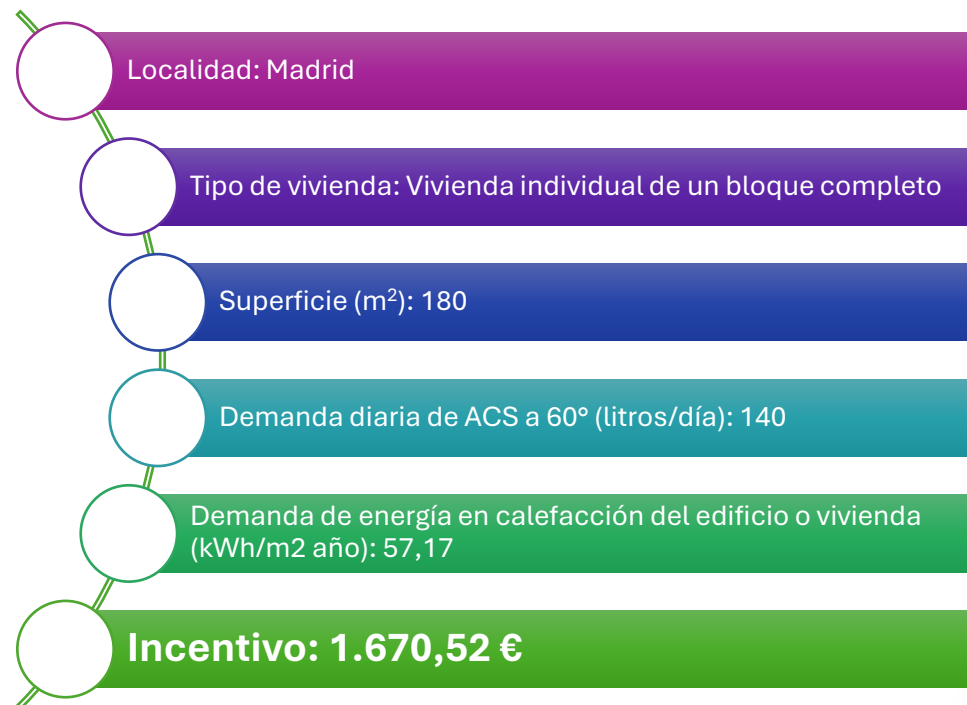 Localidad: Madrid
Tipo de vivienda: Vivienda individual de un bloque completo
Superficie (m²): 180
Demanda diaria de ACS a 60° (litros/día): 140
Demanda de energía en calefacción del edificio o vivienda
(kWh/m2 año): 57,17
Incentivo: 1.670,52 €